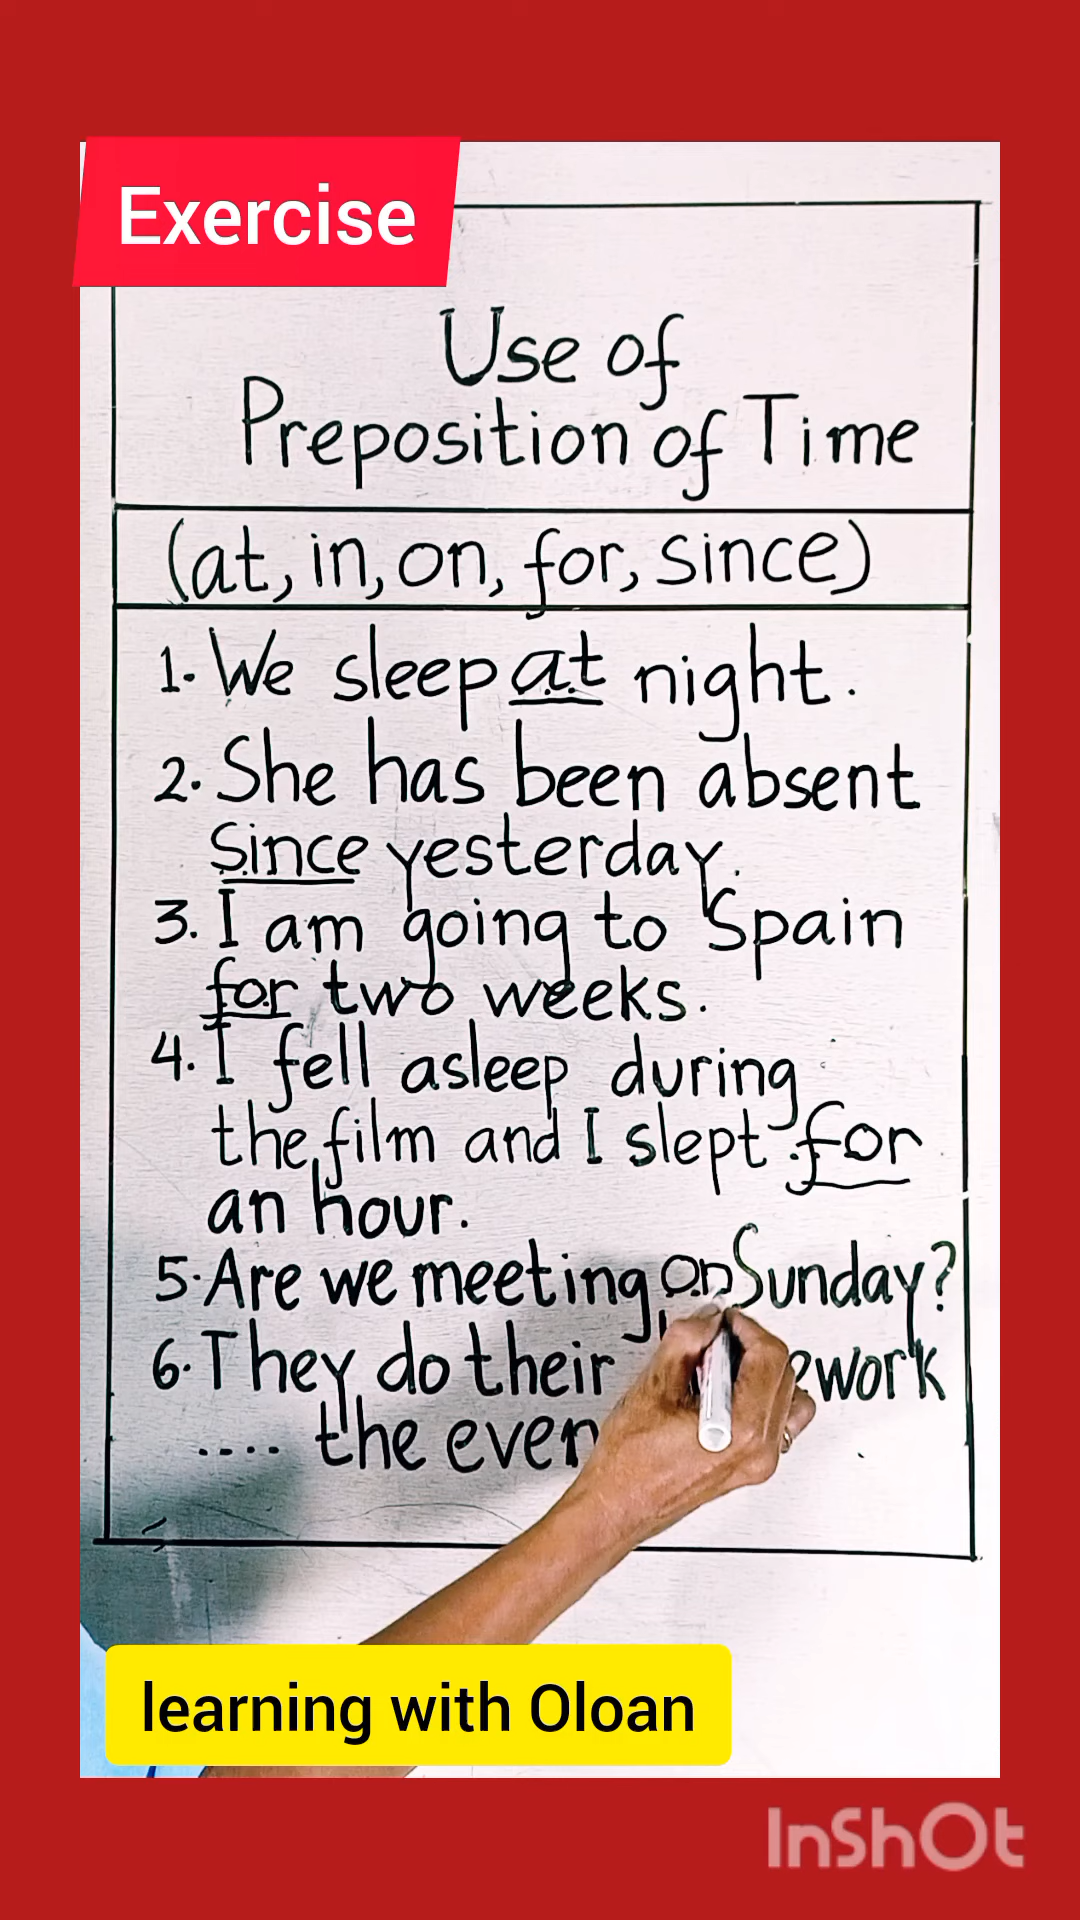 Exercise
Use of
Preposition of Time
(at, in, on, for, since)
1. We sleep at night.
2. She has been absent
since yesterday.
3. I am going to Spain
for two weeks.
4. I fell asleep during
the film and I slept for
an hour.
5. Are we meeting on Sunday?
6. They do their
.... the
learning with Oloan
InShOt